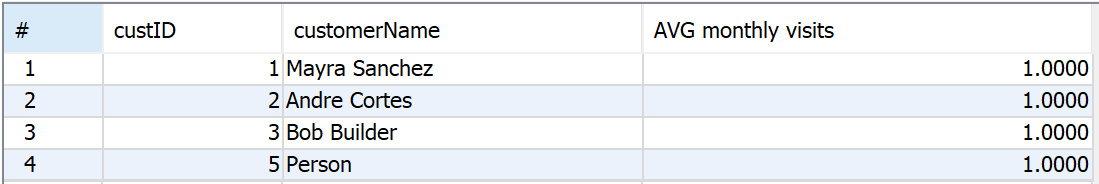 # custID customerName AVG monthly visits
1 1 Mayra Sanchez 1.0000
2 2 Andre Cortes 1.0000
3 3 Bob Builder 1.0000
4 5 Person 1.0000